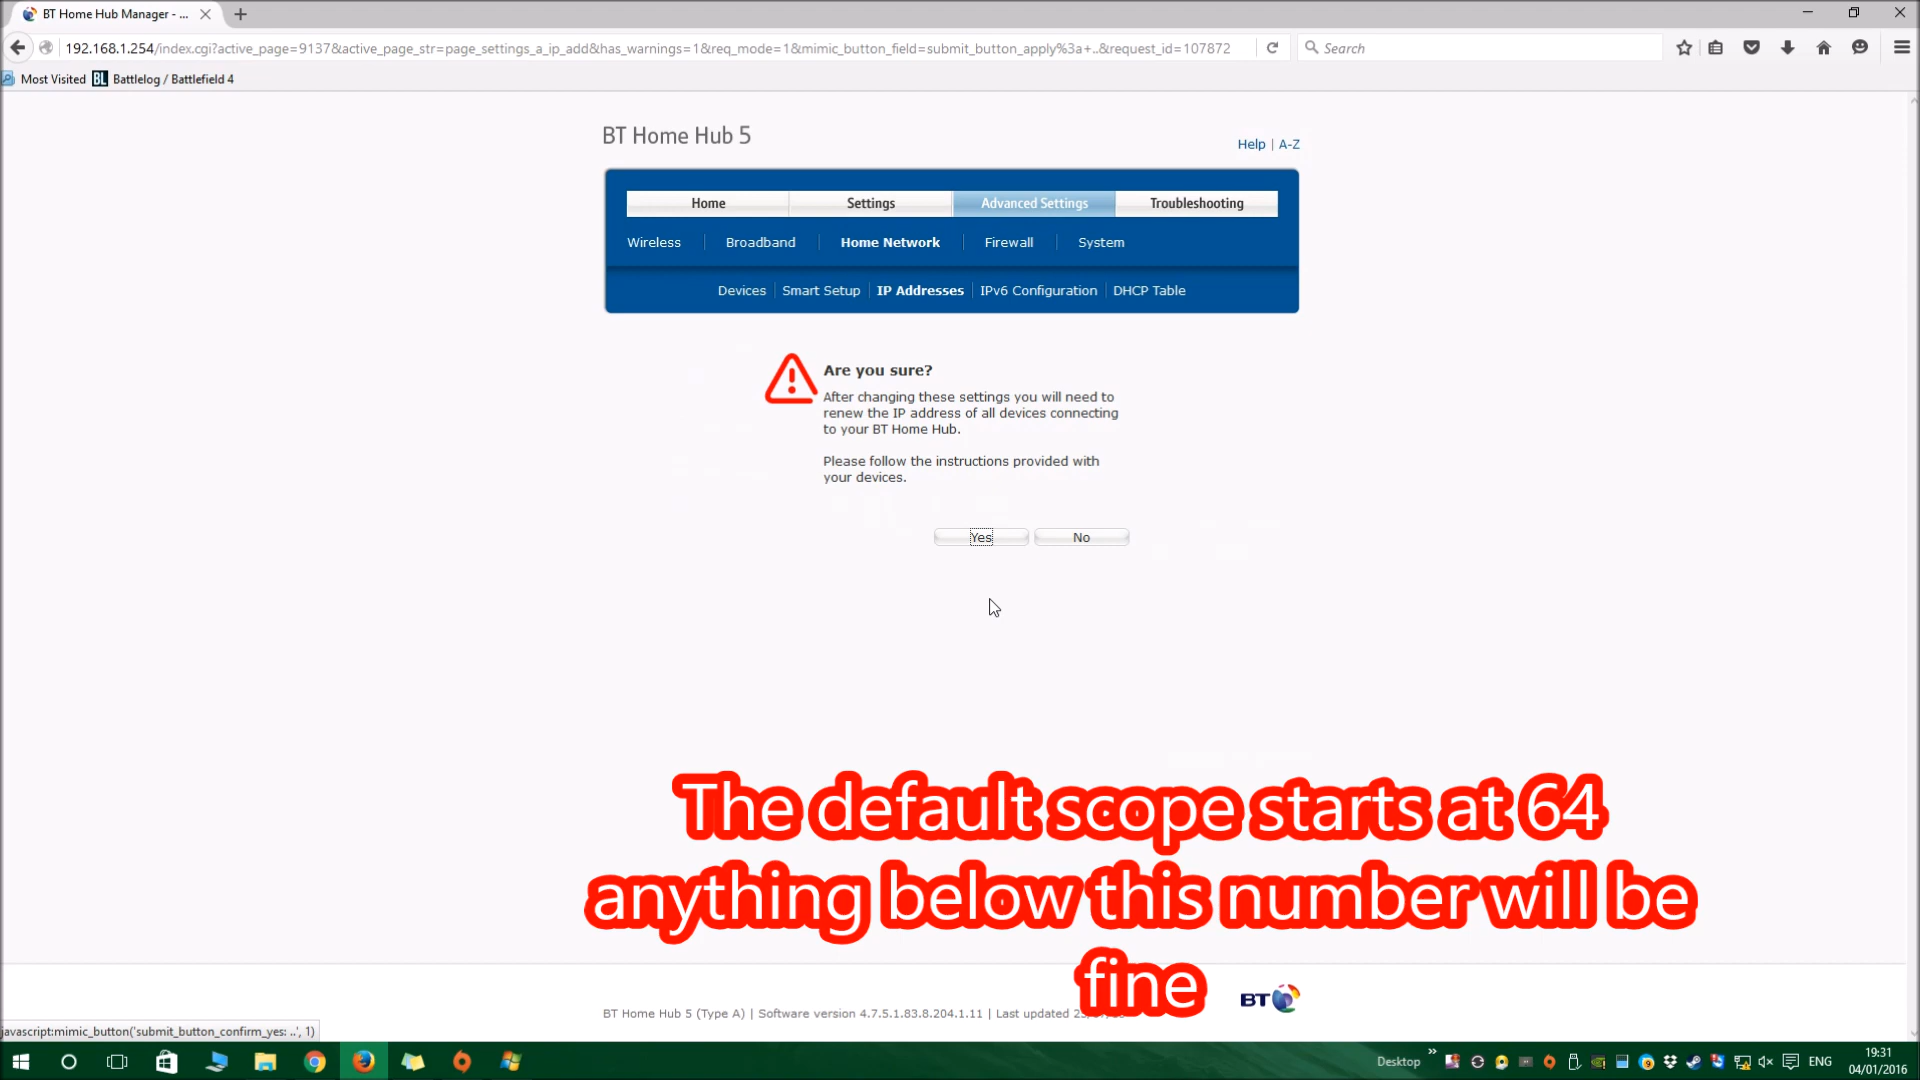 BT Home Hub Manager - ...
192.168.1.254/index.cgi?active_page=9137&active_page_str=page_settings_a_ip_add&has_warnings=1&req_mode=1&mimic_button_field=submit_button_apply%3a+..&request_id=107872
Search
Most Visited
BL Battlelog / Battlefield 4
BT Home Hub 5
Help | A-Z
Home Settings Advanced Settings Troubleshooting
Wireless Broadband Home Network Firewall System
Devices Smart Setup IP Addresses IPv6 Configuration DHCP Table
Are you sure?
After changing these settings you will need to
renew the IP address of all devices connecting
to your BT Home Hub.
Please follow the instructions provided with
your devices.
Yes No
The default scope starts at 64
anything below this number will be
fine
BT
BT Home Hub 5 (Type A) | Software version 4.7.5.1.83.8.204.1.11 | Last updated
javascript:mimic_button('submit_button_confirm_yes: ..', 1)
Desktop
ENG
19:31
04/01/2016